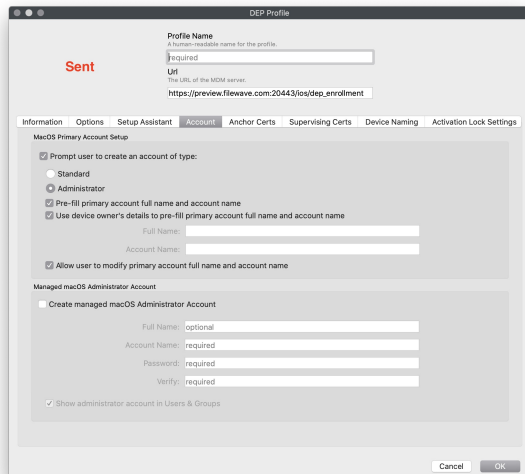 DEP Profile
Sent
Profile Name
A human-readable name for the profile.
required
Url
The URL of the MDM server.
https://preview.filewave.com:20443/ios/dep_enrollment
Information Options Setup Assistant Account Anchor Certs Supervising Certs Device Naming Activation Lock Settings
MacOS Primary Account Setup
Prompt user to create an account of type:
Standard
Administrator
Pre-fill primary account full name and account name
Use device owner's details to pre-fill primary account full name and account name
Full Name:
Account Name:
Allow user to modify primary account full name and account name
Managed macOS Administrator Account
Create managed macOS Administrator Account
Full Name: optional
Account Name: required
Password: required
Verify: required
Show administrator account in Users & Groups
Cancel OK